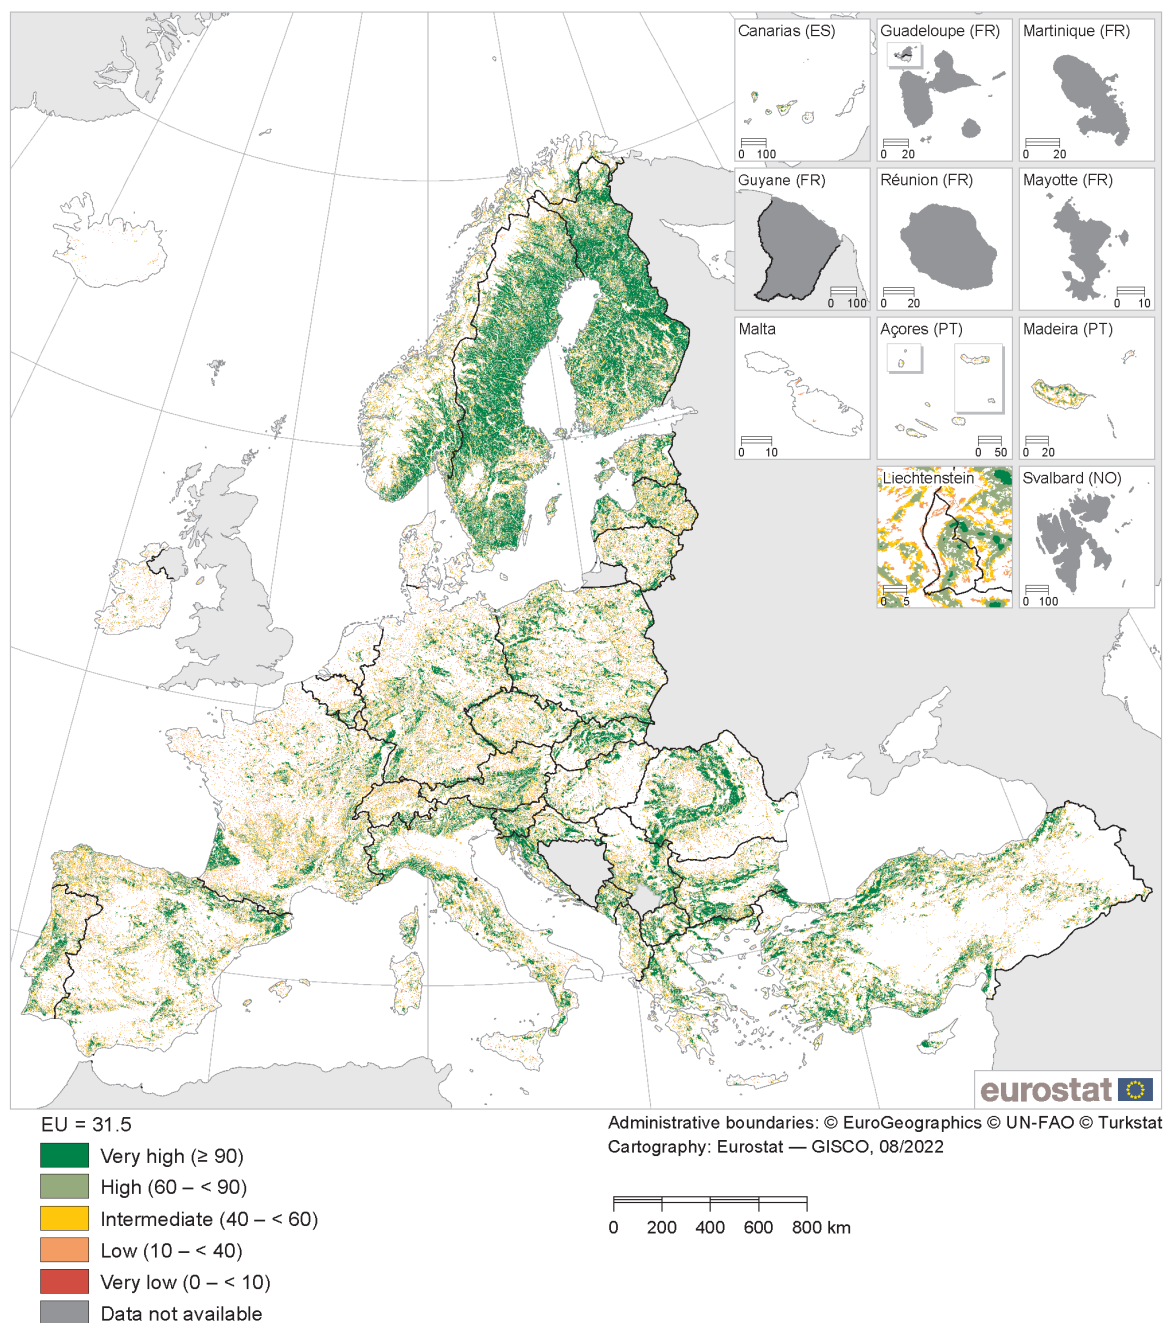 Canarias (ES)
0 100
Guadeloupe (FR)
0 20
Martinique (FR)
0 20
Guyane (FR)
0 100
Réunion (FR)
0 20
Mayotte (FR)
0 10
Malta
0 10
Açores (PT)
0 50
Madeira (PT)
0 20
Liechtenstein
0 5
Svalbard (NO)
0 100
eurostat
EU = 31.5
Very high (≥ 90)
High (60 – < 90)
Intermediate (40 – < 60)
Low (10 – < 40)
Very low (0 – < 10)
Data not available
Administrative boundaries: © EuroGeographics © UN-FAO © Turkstat
Cartography: Eurostat — GISCO, 08/2022
0 200 400 600 800 km